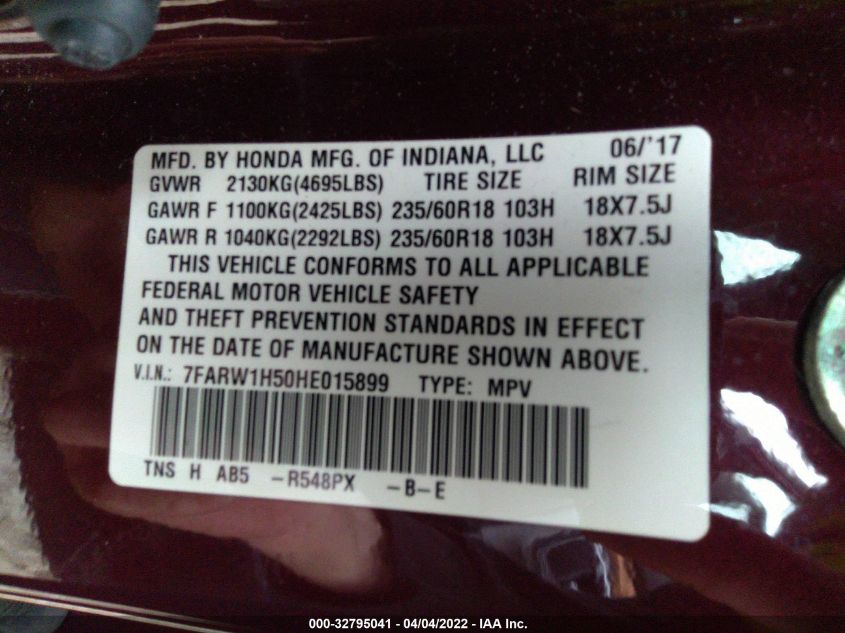 MFD. BY HONDA MFG. OF INDIANA, LLC 06/'17
GVWR 2130KG(4695LBS) TIRE SIZE RIM SIZE
GAWR F 1100KG(2425LBS) 235/60R18 103H 18X7.5J
GAWR R 1040KG(2292LBS) 235/60R18 103H 18X7.5J
THIS VEHICLE CONFORMS TO ALL APPLICABLE
FEDERAL MOTOR VEHICLE SAFETY
AND THEFT PREVENTION STANDARDS IN EFFECT
ON THE DATE OF MANUFACTURE SHOWN ABOVE.
V.I.N.: 7FARW1H50HE015899 TYPE: MPV
TNS H AB5 -R548PX -B-E
000-32795041 - 04/04/2022 - IAA Inc.